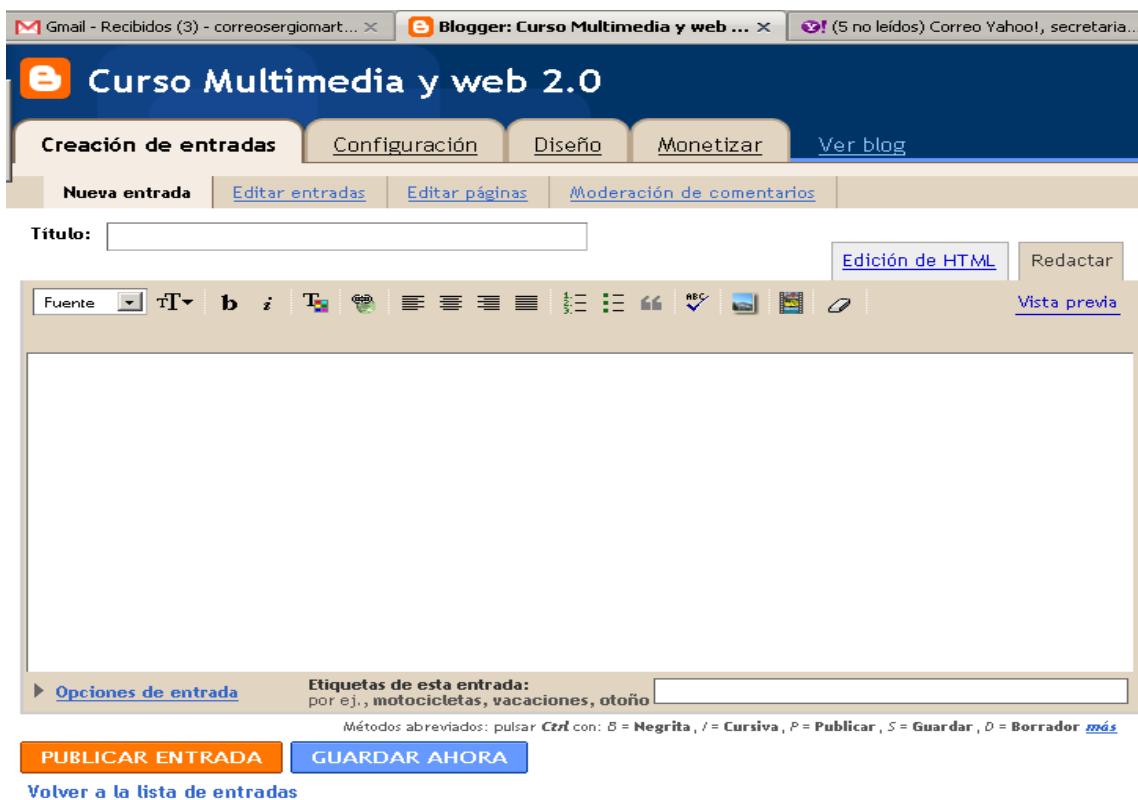 Gmail - Recibidos (3) - correosergiomart... Blogger: Curso Multimedia y web ... (5 no leídos) Correo Yahoo!, secretaria...
Curso Multimedia y web 2.0
Creación de entradas Configuración Diseño Monetizar Ver blog
Nueva entrada Editar entradas Editar páginas Moderación de comentarios
Título:
Edición de HTML Redactar
Fuente Vista previa
Opciones de entrada Etiquetas de esta entrada:
por ej., motocicletas, vacaciones, otoño
Métodos abreviados: pulsar Ctrl con: B = Negrita, I = Cursiva, P = Publicar, S = Guardar, D = Borrador más
PUBLICAR ENTRADA GUARDAR AHORA
Volver a la lista de entradas